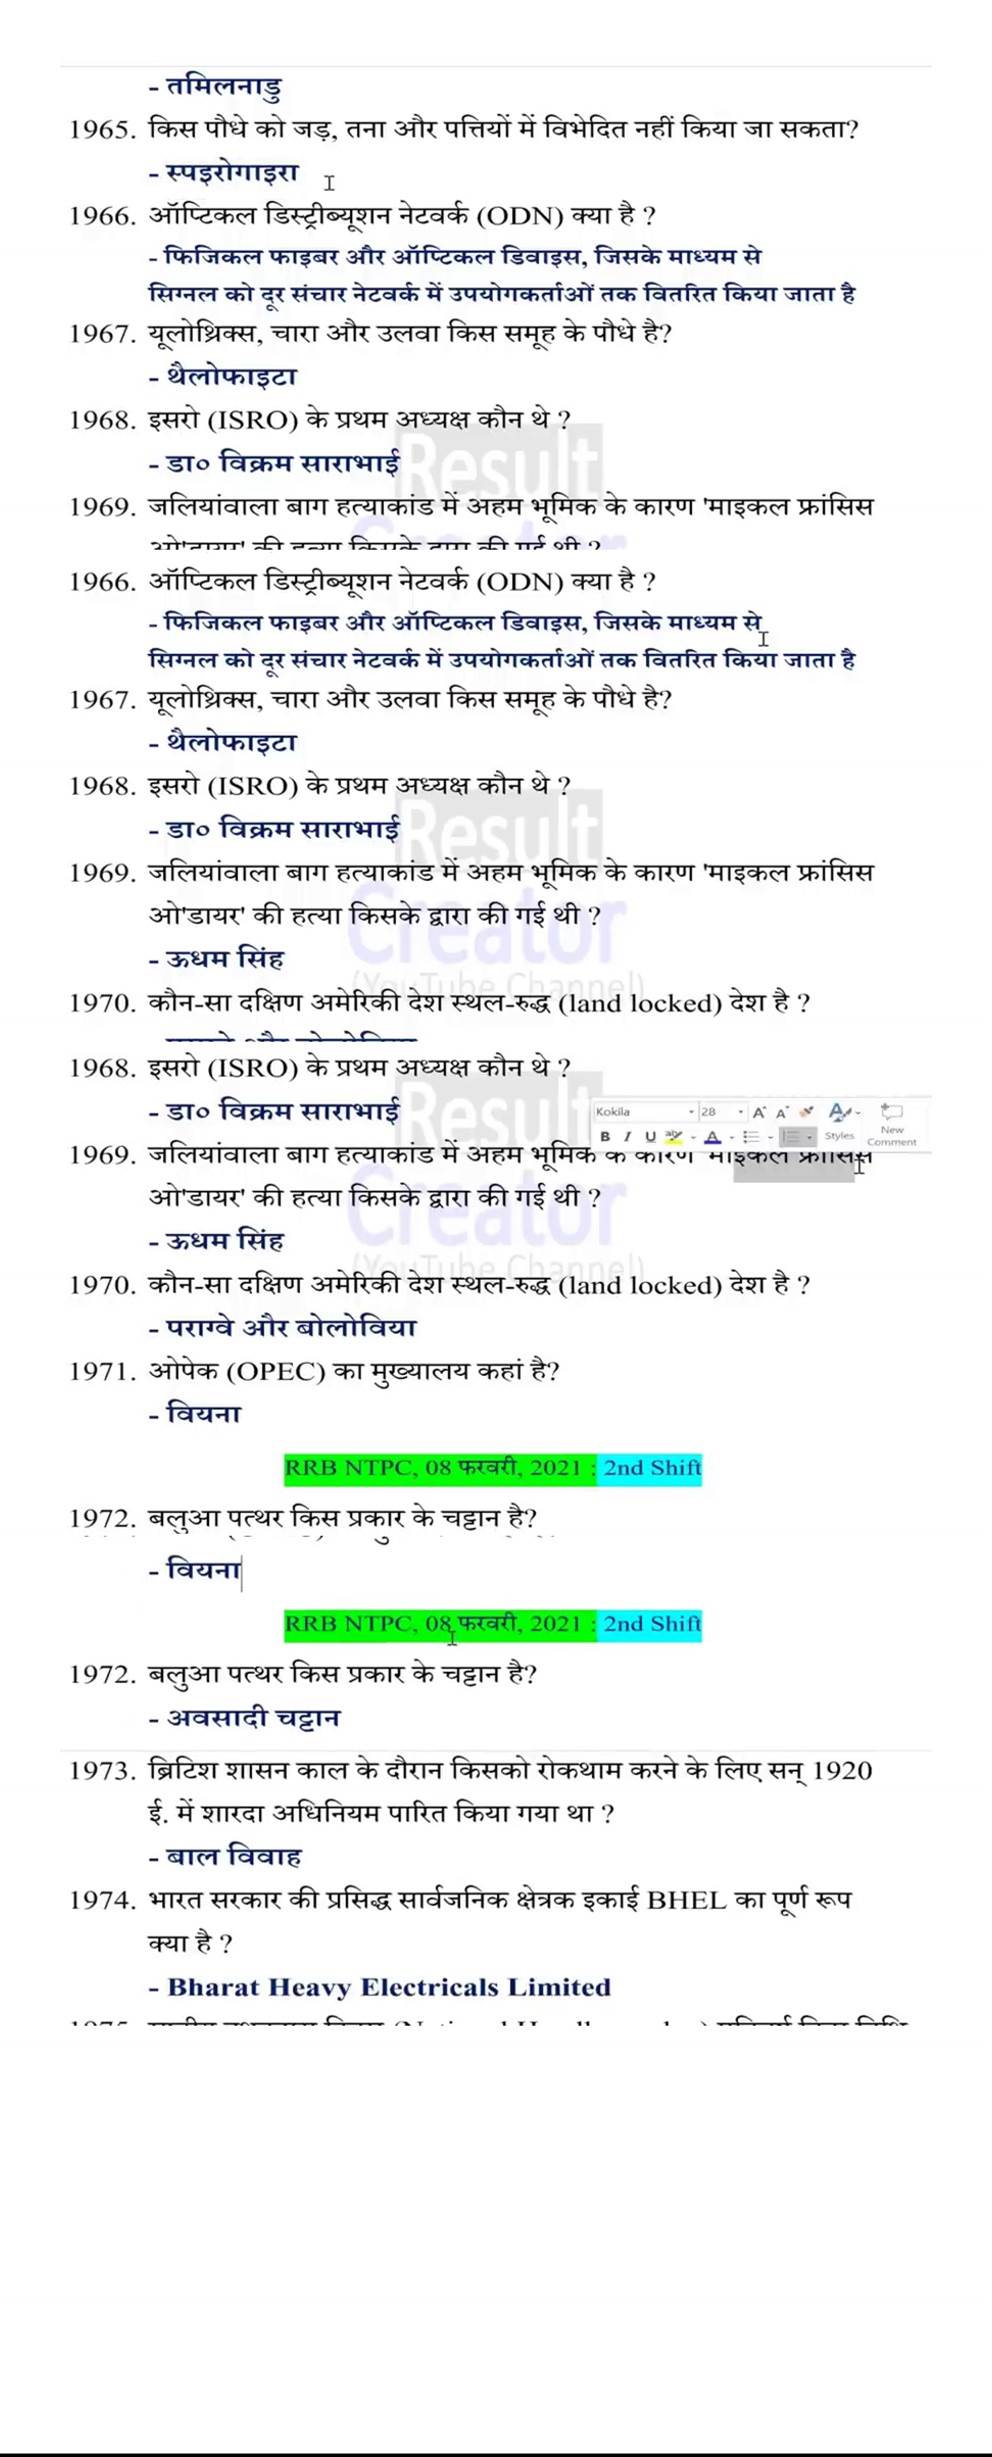 - तमिलनाडु
1965. किस पौधे को जड़, तना और पत्तियों में विभेदित नहीं किया जा सकता?
- स्पइरोगाइरा
1966. ऑप्टिकल डिस्ट्रीब्यूशन नेटवर्क (ODN) क्या है ?
- फिजिकल फाइबर और ऑप्टिकल डिवाइस, जिसके माध्यम से
सिग्नल को दूर संचार नेटवर्क में उपयोगकर्ताओं तक वितरित किया जाता है
1967. यूलोथ्रिक्स, चारा और उलवा किस समूह के पौधे है?
- थैलोफाइटा
1968. इसरो (ISRO) के प्रथम अध्यक्ष कौन थे ?
- डा० विक्रम साराभाई
Result
1969. जलियांवाला बाग हत्याकांड में अहम भूमिक के कारण 'माइकल फ्रांसिस
ओ'डायर' की हत्या किसके द्वारा की गई थी ?
1966. ऑप्टिकल डिस्ट्रीब्यूशन नेटवर्क (ODN) क्या है ?
- फिजिकल फाइबर और ऑप्टिकल डिवाइस, जिसके माध्यम से
सिग्नल को दूर संचार नेटवर्क में उपयोगकर्ताओं तक वितरित किया जाता है
1967. यूलोथ्रिक्स, चारा और उलवा किस समूह के पौधे है?
- थैलोफाइटा
1968. इसरो (ISRO) के प्रथम अध्यक्ष कौन थे ?
- डा० विक्रम साराभाई
Result
1969. जलियांवाला बाग हत्याकांड में अहम भूमिक के कारण 'माइकल फ्रांसिस
ओ'डायर' की हत्या किसके द्वारा की गई थी ?
Creator
- ऊधम सिंह
(YouTube Channel)
1970. कौन-सा दक्षिण अमेरिकी देश स्थल-रुद्ध (land locked) देश है ?
1968. इसरो (ISRO) के प्रथम अध्यक्ष कौन थे ?
- डा० विक्रम साराभाई
Result
Kokila 28
Styles New Comment
1969. जलियांवाला बाग हत्याकांड में अहम भूमिक के कारण 'माइकल फ्रांसिस
ओ'डायर' की हत्या किसके द्वारा की गई थी ?
Creator
- ऊधम सिंह
(YouTube Channel)
1970. कौन-सा दक्षिण अमेरिकी देश स्थल-रुद्ध (land locked) देश है ?
- पराग्वे और बोलोविया
1971. ओपेक (OPEC) का मुख्यालय कहां है?
- वियना
RRB NTPC, 08 फरवरी, 2021 : 2nd Shift
1972. बलुआ पत्थर किस प्रकार के चट्टान है?
- वियना
RRB NTPC, 08 फरवरी, 2021 : 2nd Shift
1972. बलुआ पत्थर किस प्रकार के चट्टान है?
- अवसादी चट्टान
1973. ब्रिटिश शासन काल के दौरान किसको रोकथाम करने के लिए सन् 1920
ई. में शारदा अधिनियम पारित किया गया था ?
- बाल विवाह
1974. भारत सरकार की प्रसिद्ध सार्वजनिक क्षेत्रक इकाई BHEL का पूर्ण रूप
क्या है ?
- Bharat Heavy Electricals Limited